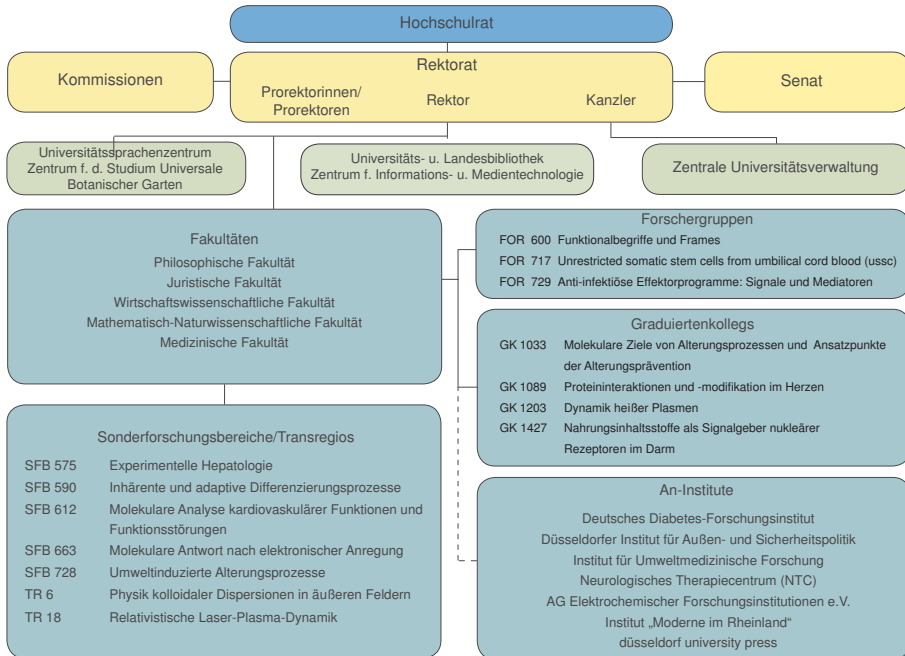 Hochschulrat
Kommissionen
Rektorat
Prorektorinnen/
Prorektoren
Rektor
Kanzler
Senat
Universitätssprachenzentrum
Zentrum f. d. Studium Universale
Botanischer Garten
Universitäts- u. Landesbibliothek
Zentrum f. Informations- u. Medientechnologie
Zentrale Universitätsverwaltung
Fakultäten
Philosophische Fakultät
Juristische Fakultät
Wirtschaftswissenschaftliche Fakultät
Mathematisch-Naturwissenschaftliche Fakultät
Medizinische Fakultät
Forschergruppen
FOR 600 Funktionalbegriffe und Frames
FOR 717 Unrestricted somatic stem cells from umbilical cord blood (ussc)
FOR 729 Anti-infektiöse Effektorprogramme: Signale und Mediatoren
Graduiertenkollegs
GK 1033 Molekulare Ziele von Alterungsprozessen und Ansatzpunkte
der Alterungsprävention
GK 1089 Proteininteraktionen und -modifikation im Herzen
GK 1203 Dynamik heißer Plasmen
GK 1427 Nahrungsinhaltsstoffe als Signalgeber nukleärer
Rezeptoren im Darm
Sonderforschungsbereiche/Transregios
SFB 575 Experimentelle Hepatologie
SFB 590 Inhärente und adaptive Differenzierungsprozesse
SFB 612 Molekulare Analyse kardiovaskulärer Funktionen und
Funktionsstörungen
SFB 663 Molekulare Antwort nach elektronischer Anregung
SFB 728 Umweltinduzierte Alterungsprozesse
TR 6 Physik kolloidaler Dispersionen in äußeren Feldern
TR 18 Relativistische Laser-Plasma-Dynamik
An-Institute
Deutsches Diabetes-Forschungsinstitut
Düsseldorfer Institut für Außen- und Sicherheitspolitik
Institut für Umweltmedizinische Forschung
Neurologisches Therapiecentrum (NTC)
AG Elektrochemischer Forschungsinstitutionen e.V.
Institut „Moderne im Rheinland“
düsseldorf university press